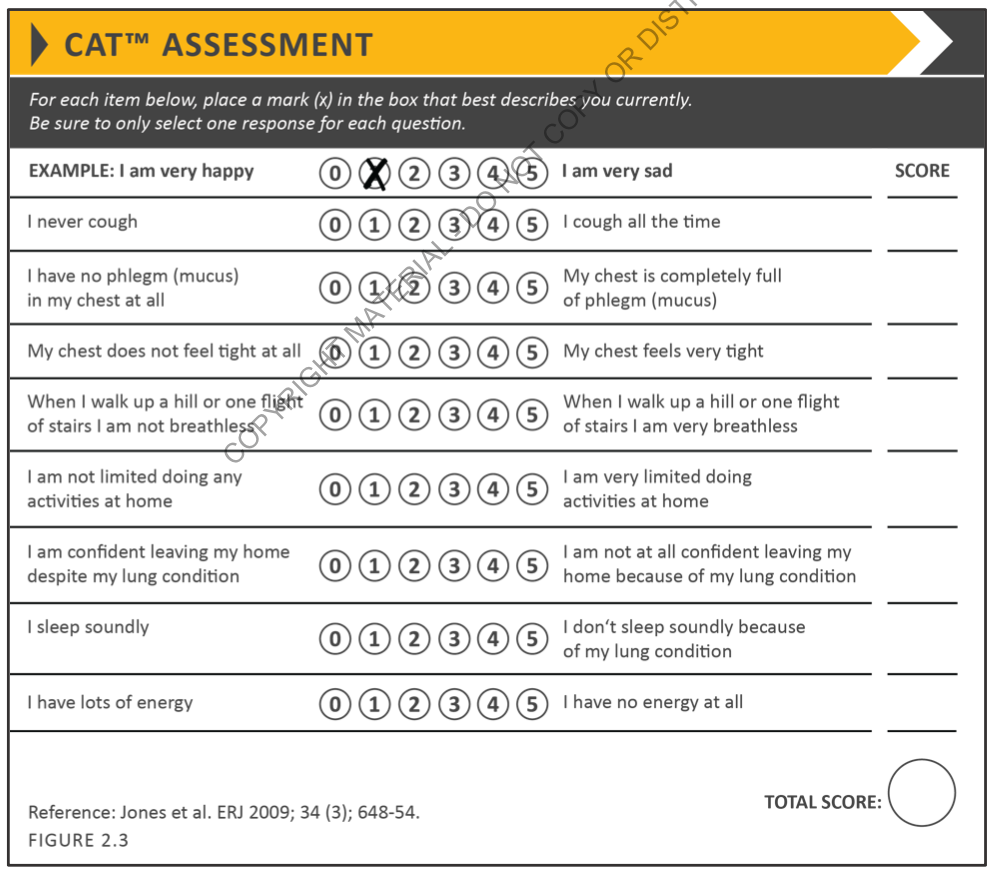 CAT™ ASSESSMENT
For each item below, place a mark (x) in the box that best describes you currently.
Be sure to only select one response for each question.
EXAMPLE: I am very happy 0 X 2 3 4 5 I am very sad SCORE
I never cough 0 1 2 3 4 5 I cough all the time
I have no phlegm (mucus) My chest is completely full
in my chest at all 0 1 2 3 4 5 of phlegm (mucus)
My chest does not feel tight at all 0 1 2 3 4 5 My chest feels very tight
When I walk up a hill or one flight When I walk up a hill or one flight
of stairs I am not breathless 0 1 2 3 4 5 of stairs I am very breathless
I am not limited doing any I am very limited doing
activities at home 0 1 2 3 4 5 activities at home
I am confident leaving my home I am not at all confident leaving my
despite my lung condition 0 1 2 3 4 5 home because of my lung condition
I sleep soundly 0 1 2 3 4 5 I don‘t sleep soundly because
of my lung condition
I have lots of energy 0 1 2 3 4 5 I have no energy at all
TOTAL SCORE:
Reference: Jones et al. ERJ 2009; 34 (3); 648-54.
FIGURE 2.3
COPYRIGHT MATERIAL - DO NOT COPY OR